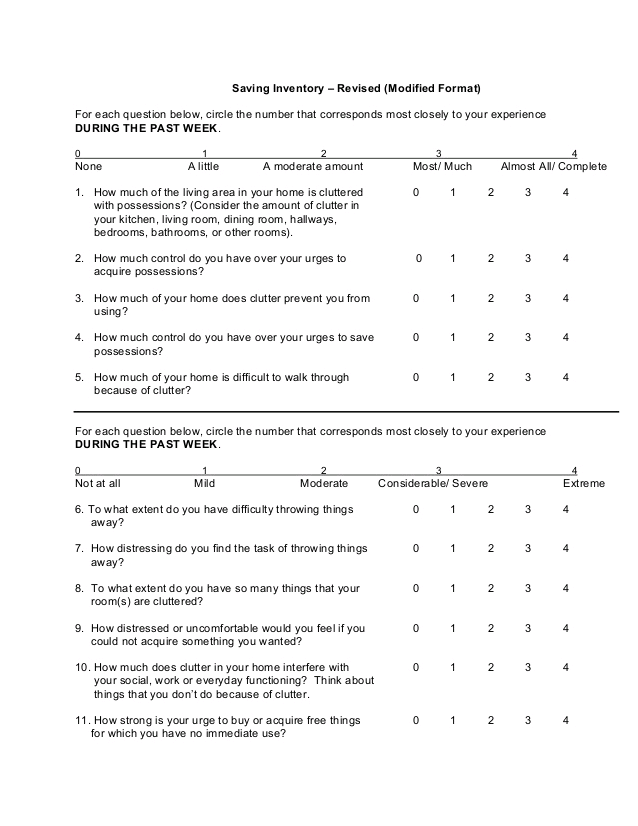 Saving Inventory – Revised (Modified Format)
For each question below, circle the number that corresponds most closely to your experience
DURING THE PAST WEEK.
0 1 2 3 4
None A little A moderate amount Most/ Much Almost All/ Complete
1. How much of the living area in your home is cluttered 0 1 2 3 4
with possessions? (Consider the amount of clutter in
your kitchen, living room, dining room, hallways,
bedrooms, bathrooms, or other rooms).
2. How much control do you have over your urges to 0 1 2 3 4
acquire possessions?
3. How much of your home does clutter prevent you from 0 1 2 3 4
using?
4. How much control do you have over your urges to save 0 1 2 3 4
possessions?
5. How much of your home is difficult to walk through 0 1 2 3 4
because of clutter?
For each question below, circle the number that corresponds most closely to your experience
DURING THE PAST WEEK.
0 1 2 3 4
Not at all Mild Moderate Considerable/ Severe Extreme
6. To what extent do you have difficulty throwing things 0 1 2 3 4
away?
7. How distressing do you find the task of throwing things 0 1 2 3 4
away?
8. To what extent do you have so many things that your 0 1 2 3 4
room(s) are cluttered?
9. How distressed or uncomfortable would you feel if you 0 1 2 3 4
could not acquire something you wanted?
10. How much does clutter in your home interfere with 0 1 2 3 4
your social, work or everyday functioning? Think about
things that you don’t do because of clutter.
11. How strong is your urge to buy or acquire free things 0 1 2 3 4
for which you have no immediate use?